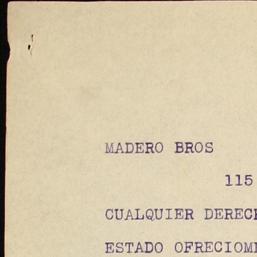 MADERO BROS
115
CUALQUIER DEREC
ESTADO OFRECIOM